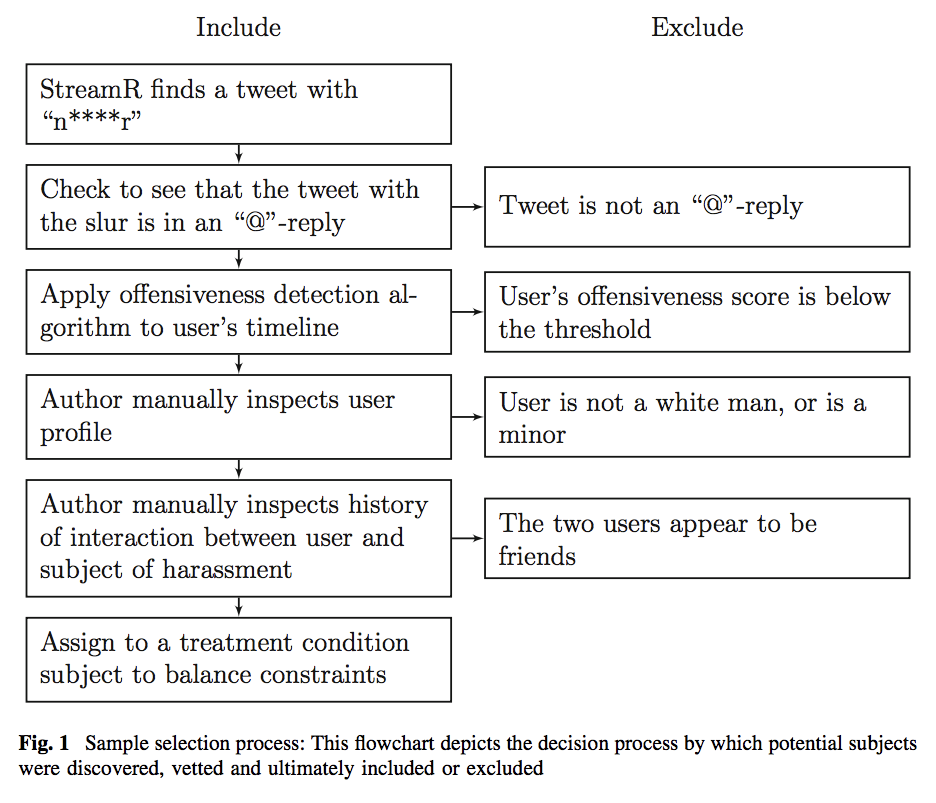 Include
Exclude
StreamR finds a tweet with
“n****r”
Check to see that the tweet with
the slur is in an “@”-reply
Tweet is not an “@”-reply
Apply offensiveness detection al-
gorithm to user’s timeline
User’s offensiveness score is below
the threshold
Author manually inspects user
profile
User is not a white man, or is a
minor
Author manually inspects history
of interaction between user and
subject of harassment
The two users appear to be
friends
Assign to a treatment condition
subject to balance constraints
Fig. 1 Sample selection process: This flowchart depicts the decision process by which potential subjects
were discovered, vetted and ultimately included or excluded